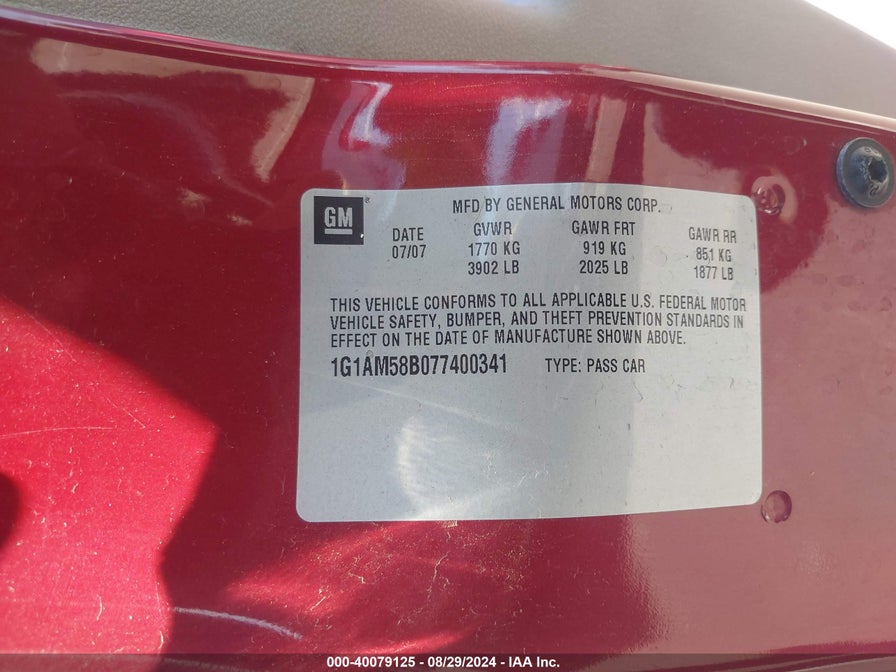 GM ®
MFD BY GENERAL MOTORS CORP.
DATE GVWR GAWR FRT GAWR RR
07/07 1770 KG 919 KG 851 KG
3902 LB 2025 LB 1877 LB
THIS VEHICLE CONFORMS TO ALL APPLICABLE U.S. FEDERAL MOTOR
VEHICLE SAFETY, BUMPER, AND THEFT PREVENTION STANDARDS IN
EFFECT ON THE DATE OF MANUFACTURE SHOWN ABOVE.
1G1AM58B077400341 TYPE: PASS CAR
000-40079125 - 08/29/2024 - IAA Inc.